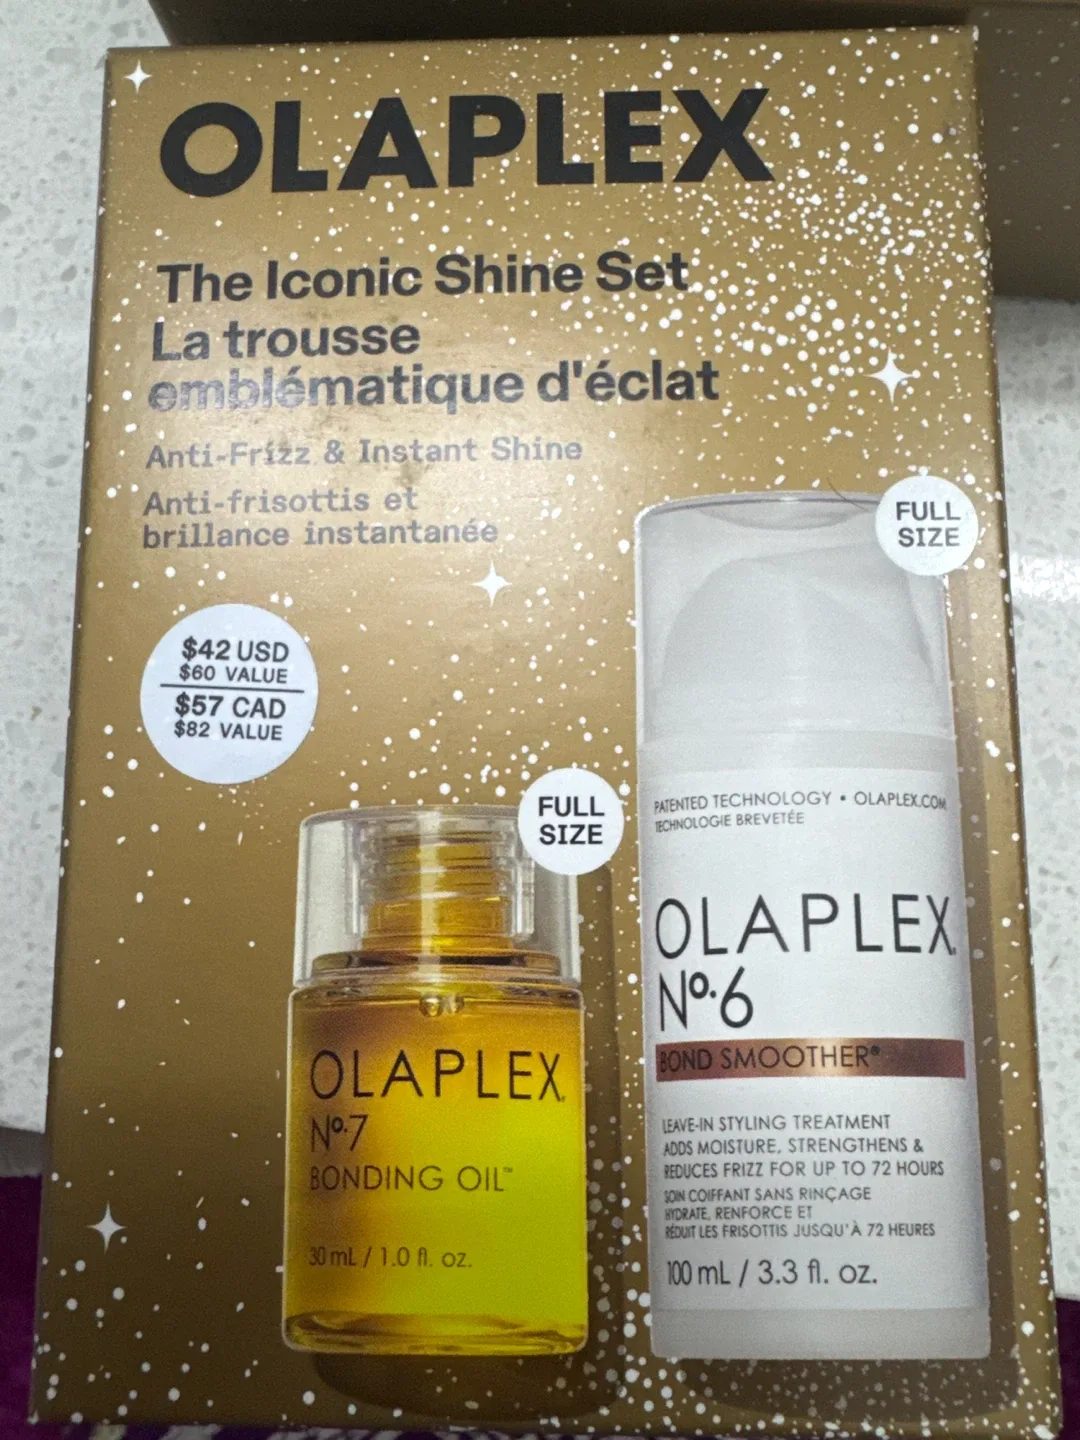 OLAPLEX
The Iconic Shine Set
La trousse
emblématique d'éclat
Anti-Frizz & Instant Shine
Anti-frisottis et
brillance instantanée
$42 USD
$60 VALUE
$57 CAD
$82 VALUE
FULL
SIZE
OLAPLEX
Nº.7
BONDING OIL™
30 mL / 1.0 fl. oz.
FULL
SIZE
PATENTED TECHNOLOGY • OLAPLEX.COM
TECHNOLOGIE BREVETÉE
OLAPLEX
Nº.6
BOND SMOOTHER®
LEAVE-IN STYLING TREATMENT
ADDS MOISTURE, STRENGTHENS &
REDUCES FRIZZ FOR UP TO 72 HOURS
SOIN COIFFANT SANS RINÇAGE
HYDRATE, RENFORCE ET
RÉDUIT LES FRISOTTIS JUSQU'À 72 HEURES
100 mL / 3.3 fl. oz.